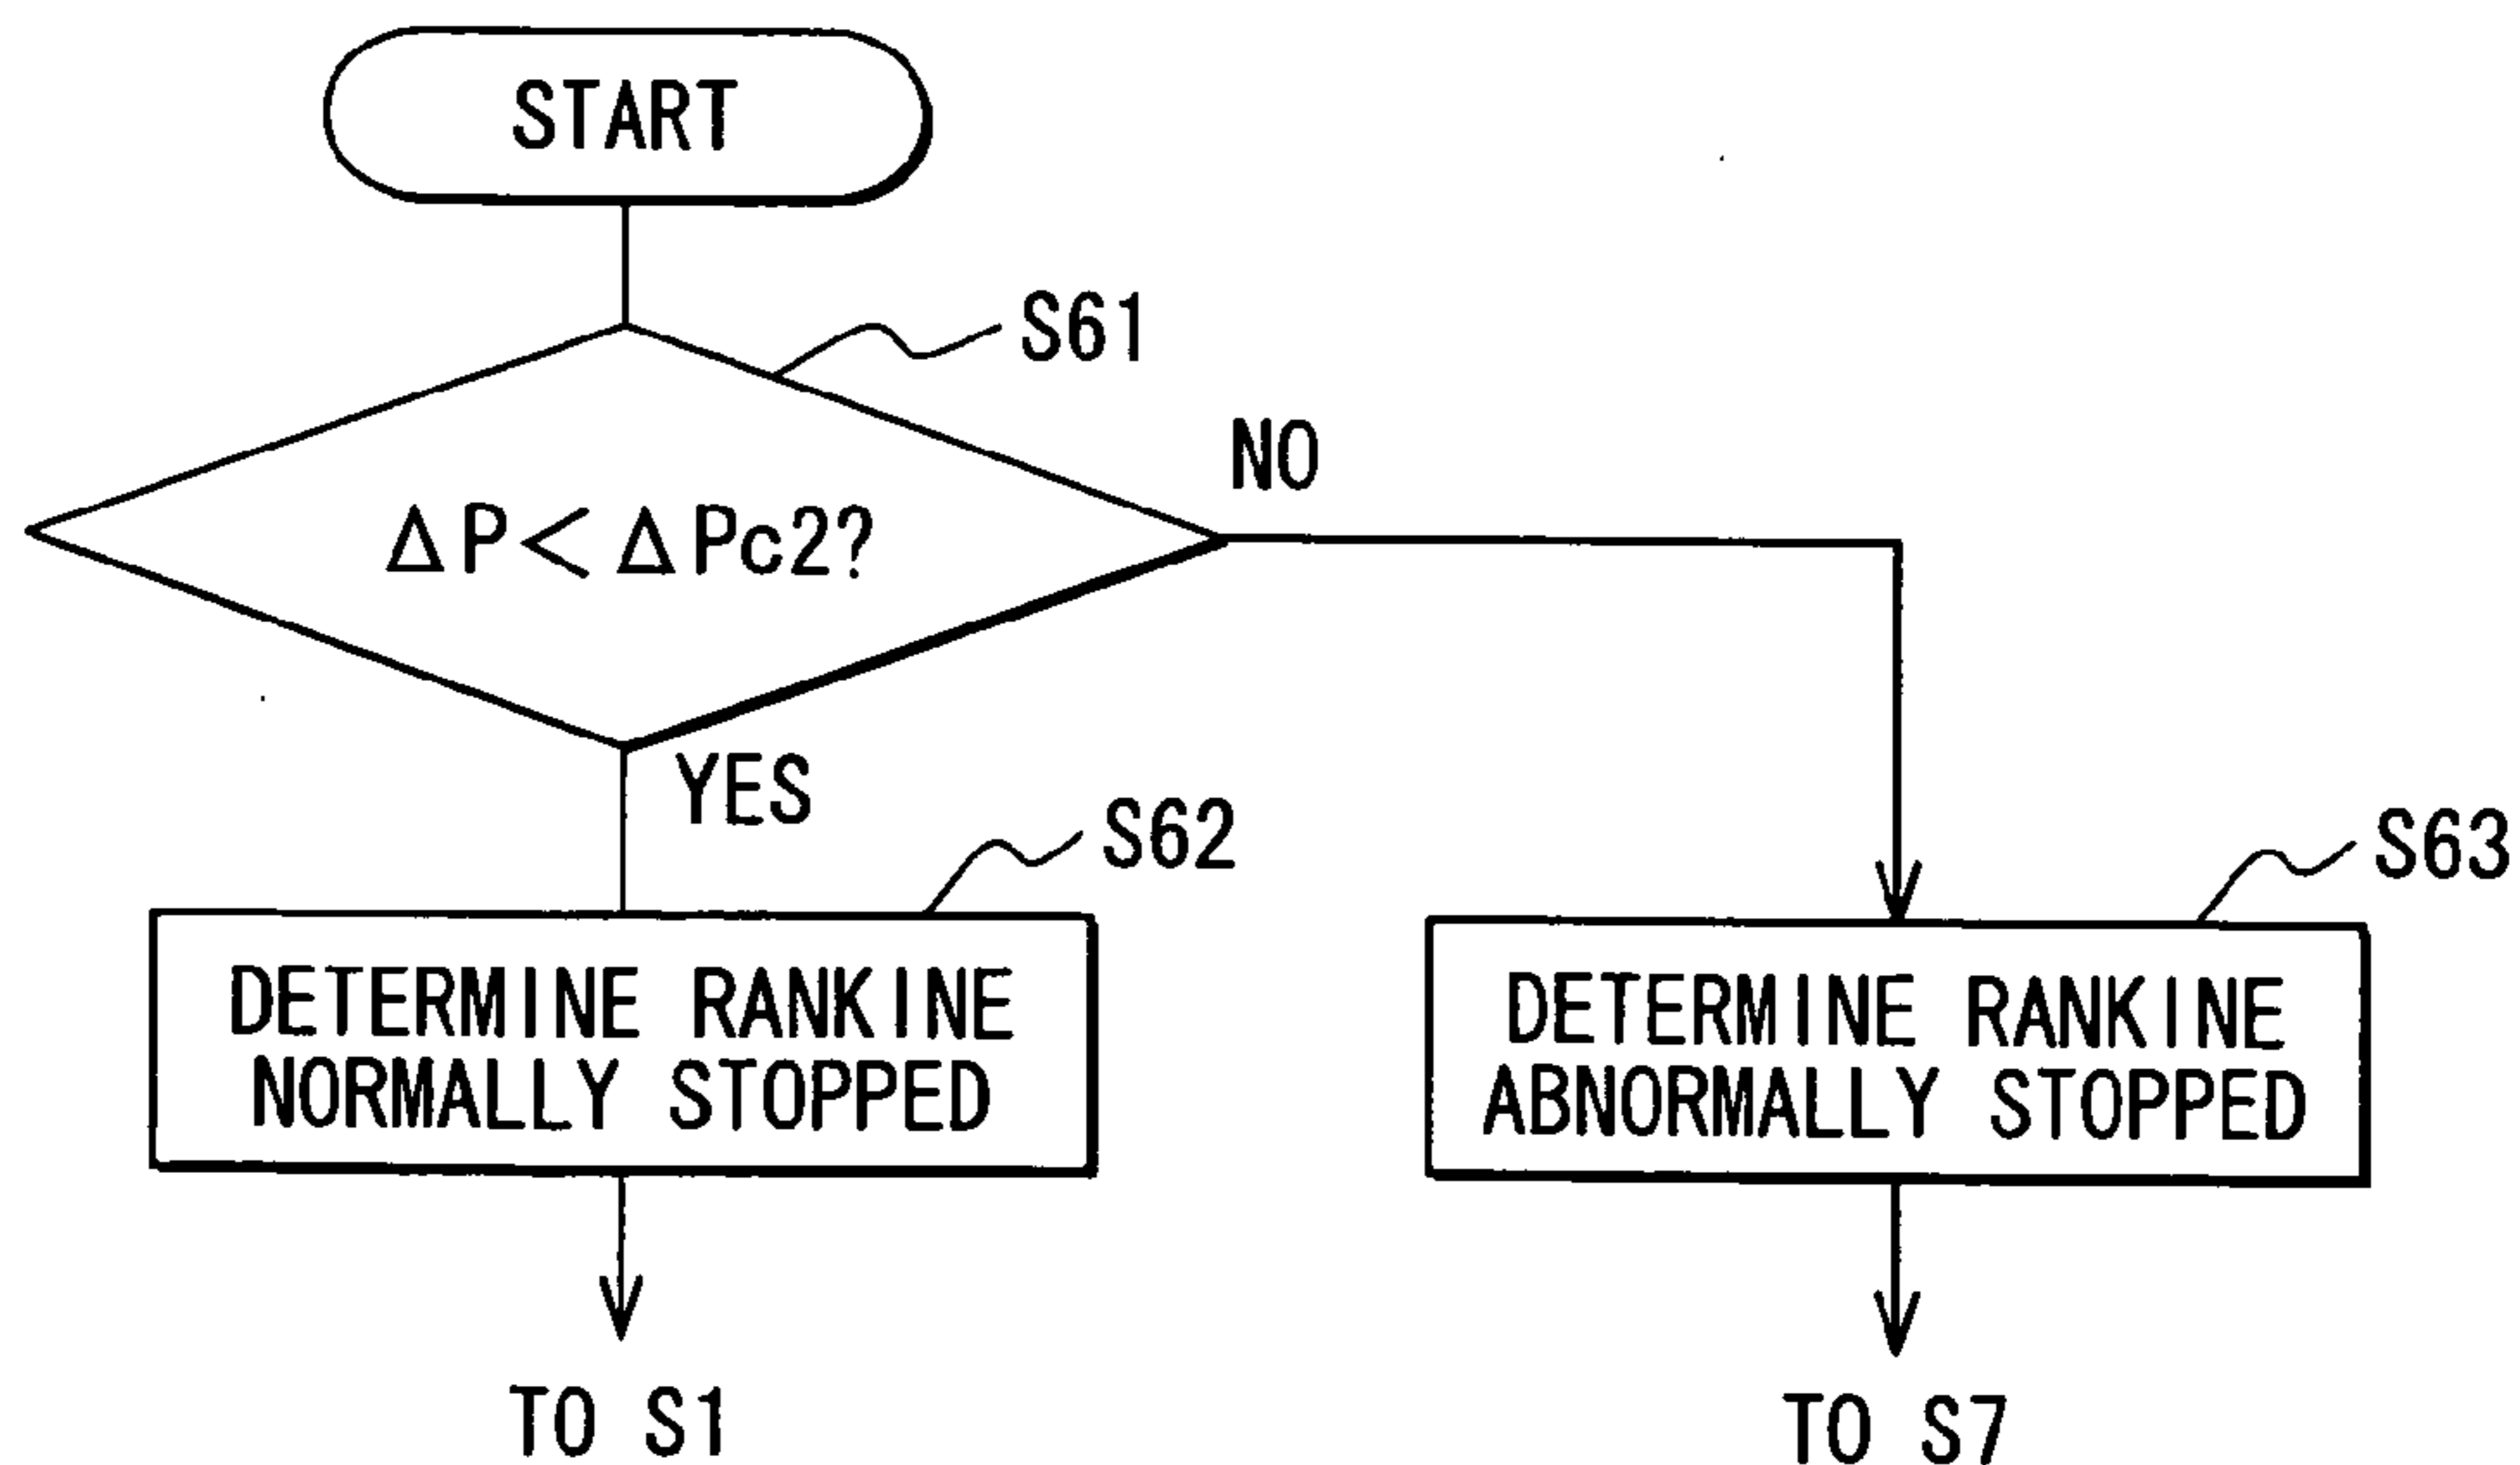 START
S61
NO
ΔP< ΔPc2?
YES
S62
S63
DETERMINE RANKINE
NORMALLY STOPPED
DETERMINE RANKINE
ABNORMALLY STOPPED
TO S1
TO S7